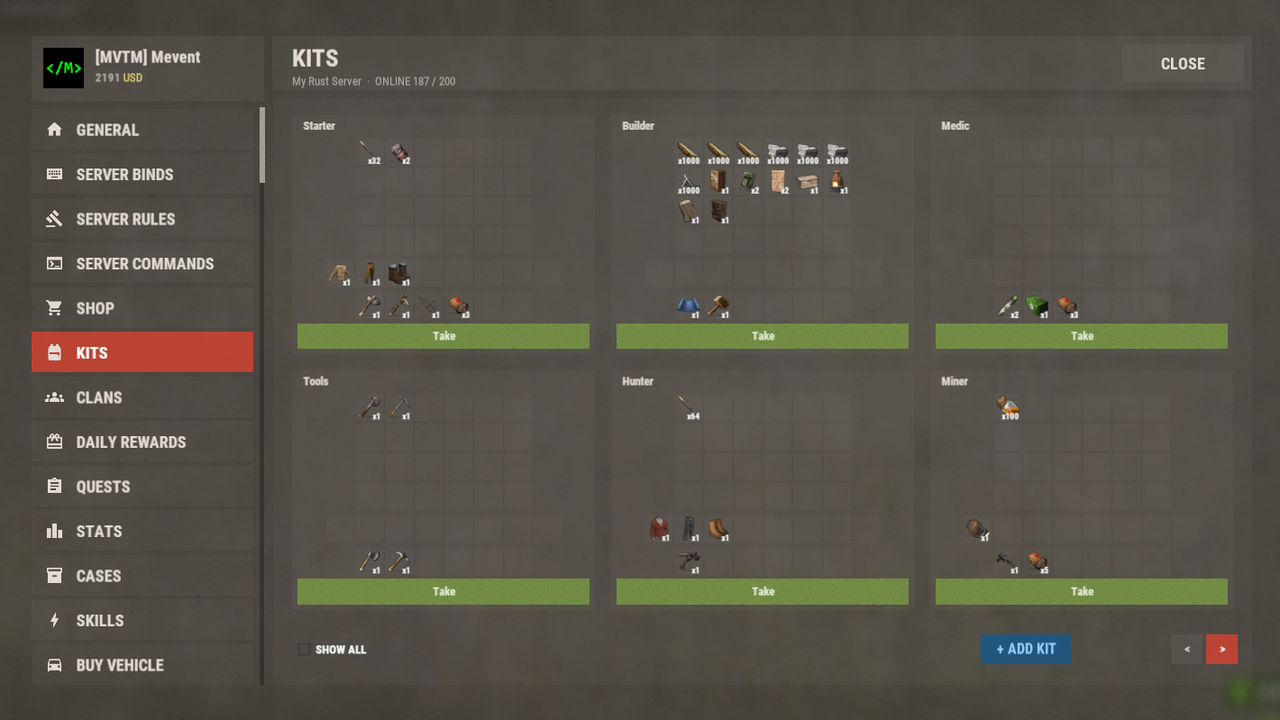 </M>
[MVTM] Mevent
2191 USD
GENERAL
SERVER BINDS
SERVER RULES
SERVER COMMANDS
SHOP
KITS
CLANS
DAILY REWARDS
QUESTS
STATS
CASES
SKILLS
BUY VEHICLE
KITS
My Rust Server · ONLINE 187 / 200
CLOSE
Starter
x32 x2
x1 x1 x1
x1 x1 x1 x3
Take
Builder
x1000 x1000 x1000 x1000 x1000 x1000
x1000 x1 x2 x2 x1 x1
x1 x1
x1 x1
Take
Medic
x2 x1 x3
Take
Tools
x1 x1
x1 x1
Take
Hunter
x64
x1 x1 x1
x1
Take
Miner
x100
x1
x1 x5
Take
SHOW ALL
+ ADD KIT
< >